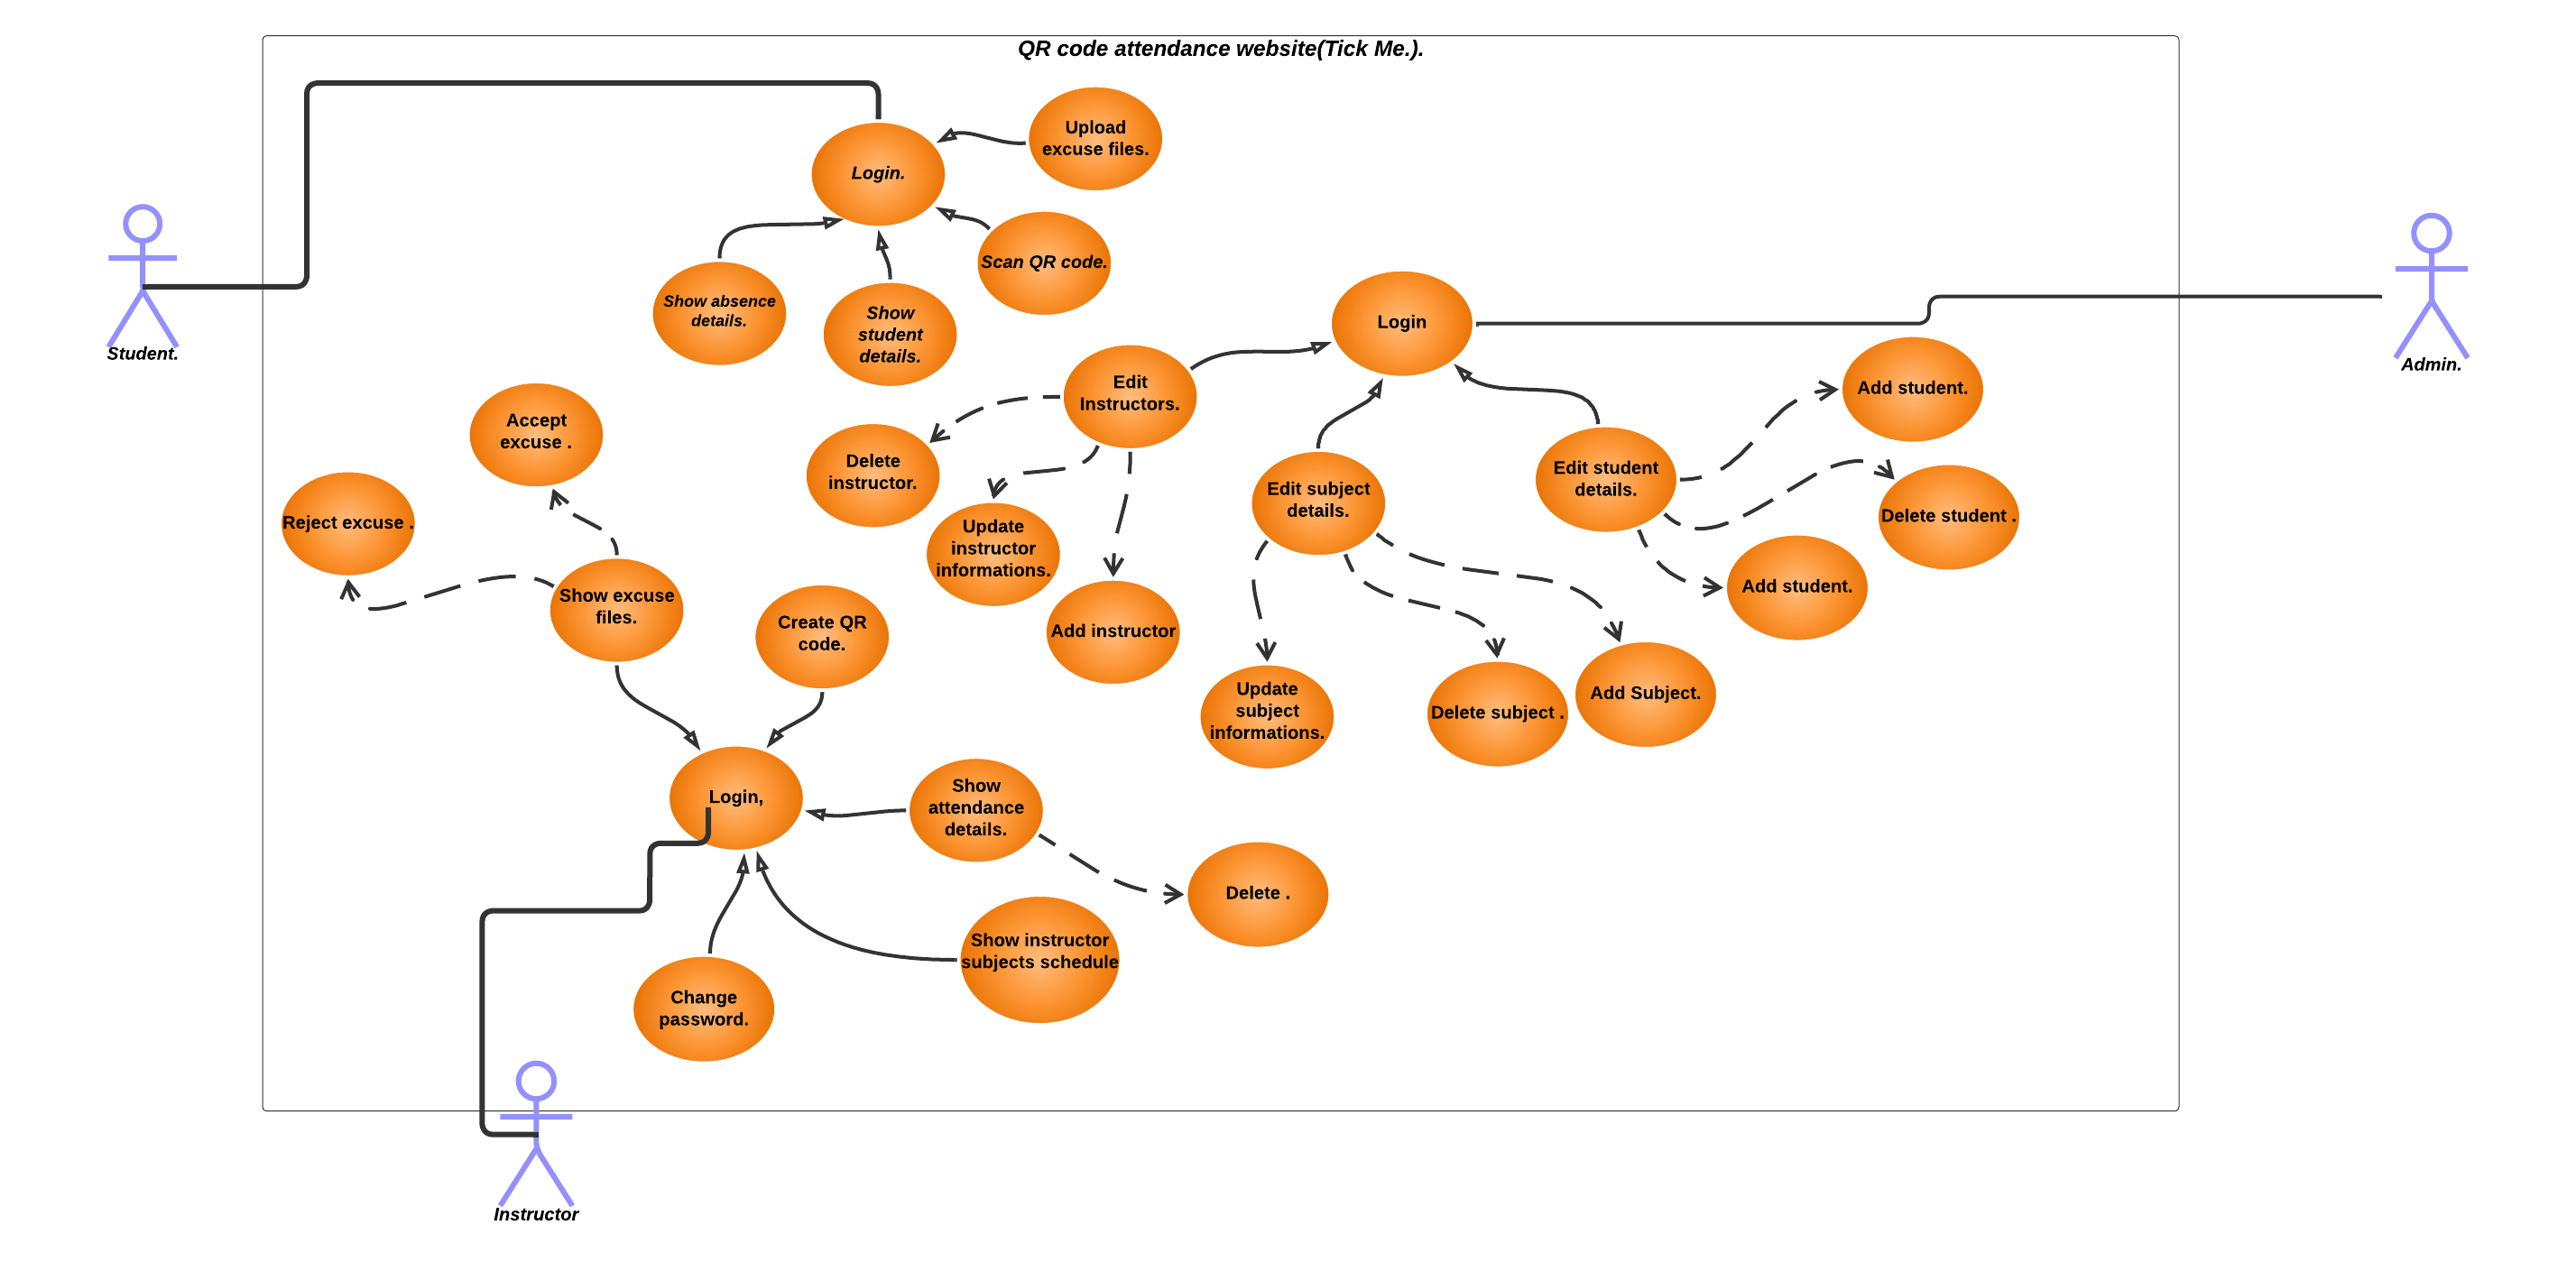 QR code attendance website(Tick Me.).
Upload
excuse files.
Login.
Scan QR code.
Show absence
details.
Show
student
details.
Student.
Login
Admin.
Edit
Instructors.
Add student.
Accept
excuse .
Delete
instructor.
Edit student
details.
Edit subject
details.
Reject excuse .
Delete student .
Update
instructor
informations.
Add student.
Show excuse
files.
Create QR
code.
Add instructor
Update
subject
informations.
Delete subject .
Add Subject.
Login,
Show
attendance
details.
Delete .
Show instructor
subjects schedule
Change
password.
Instructor